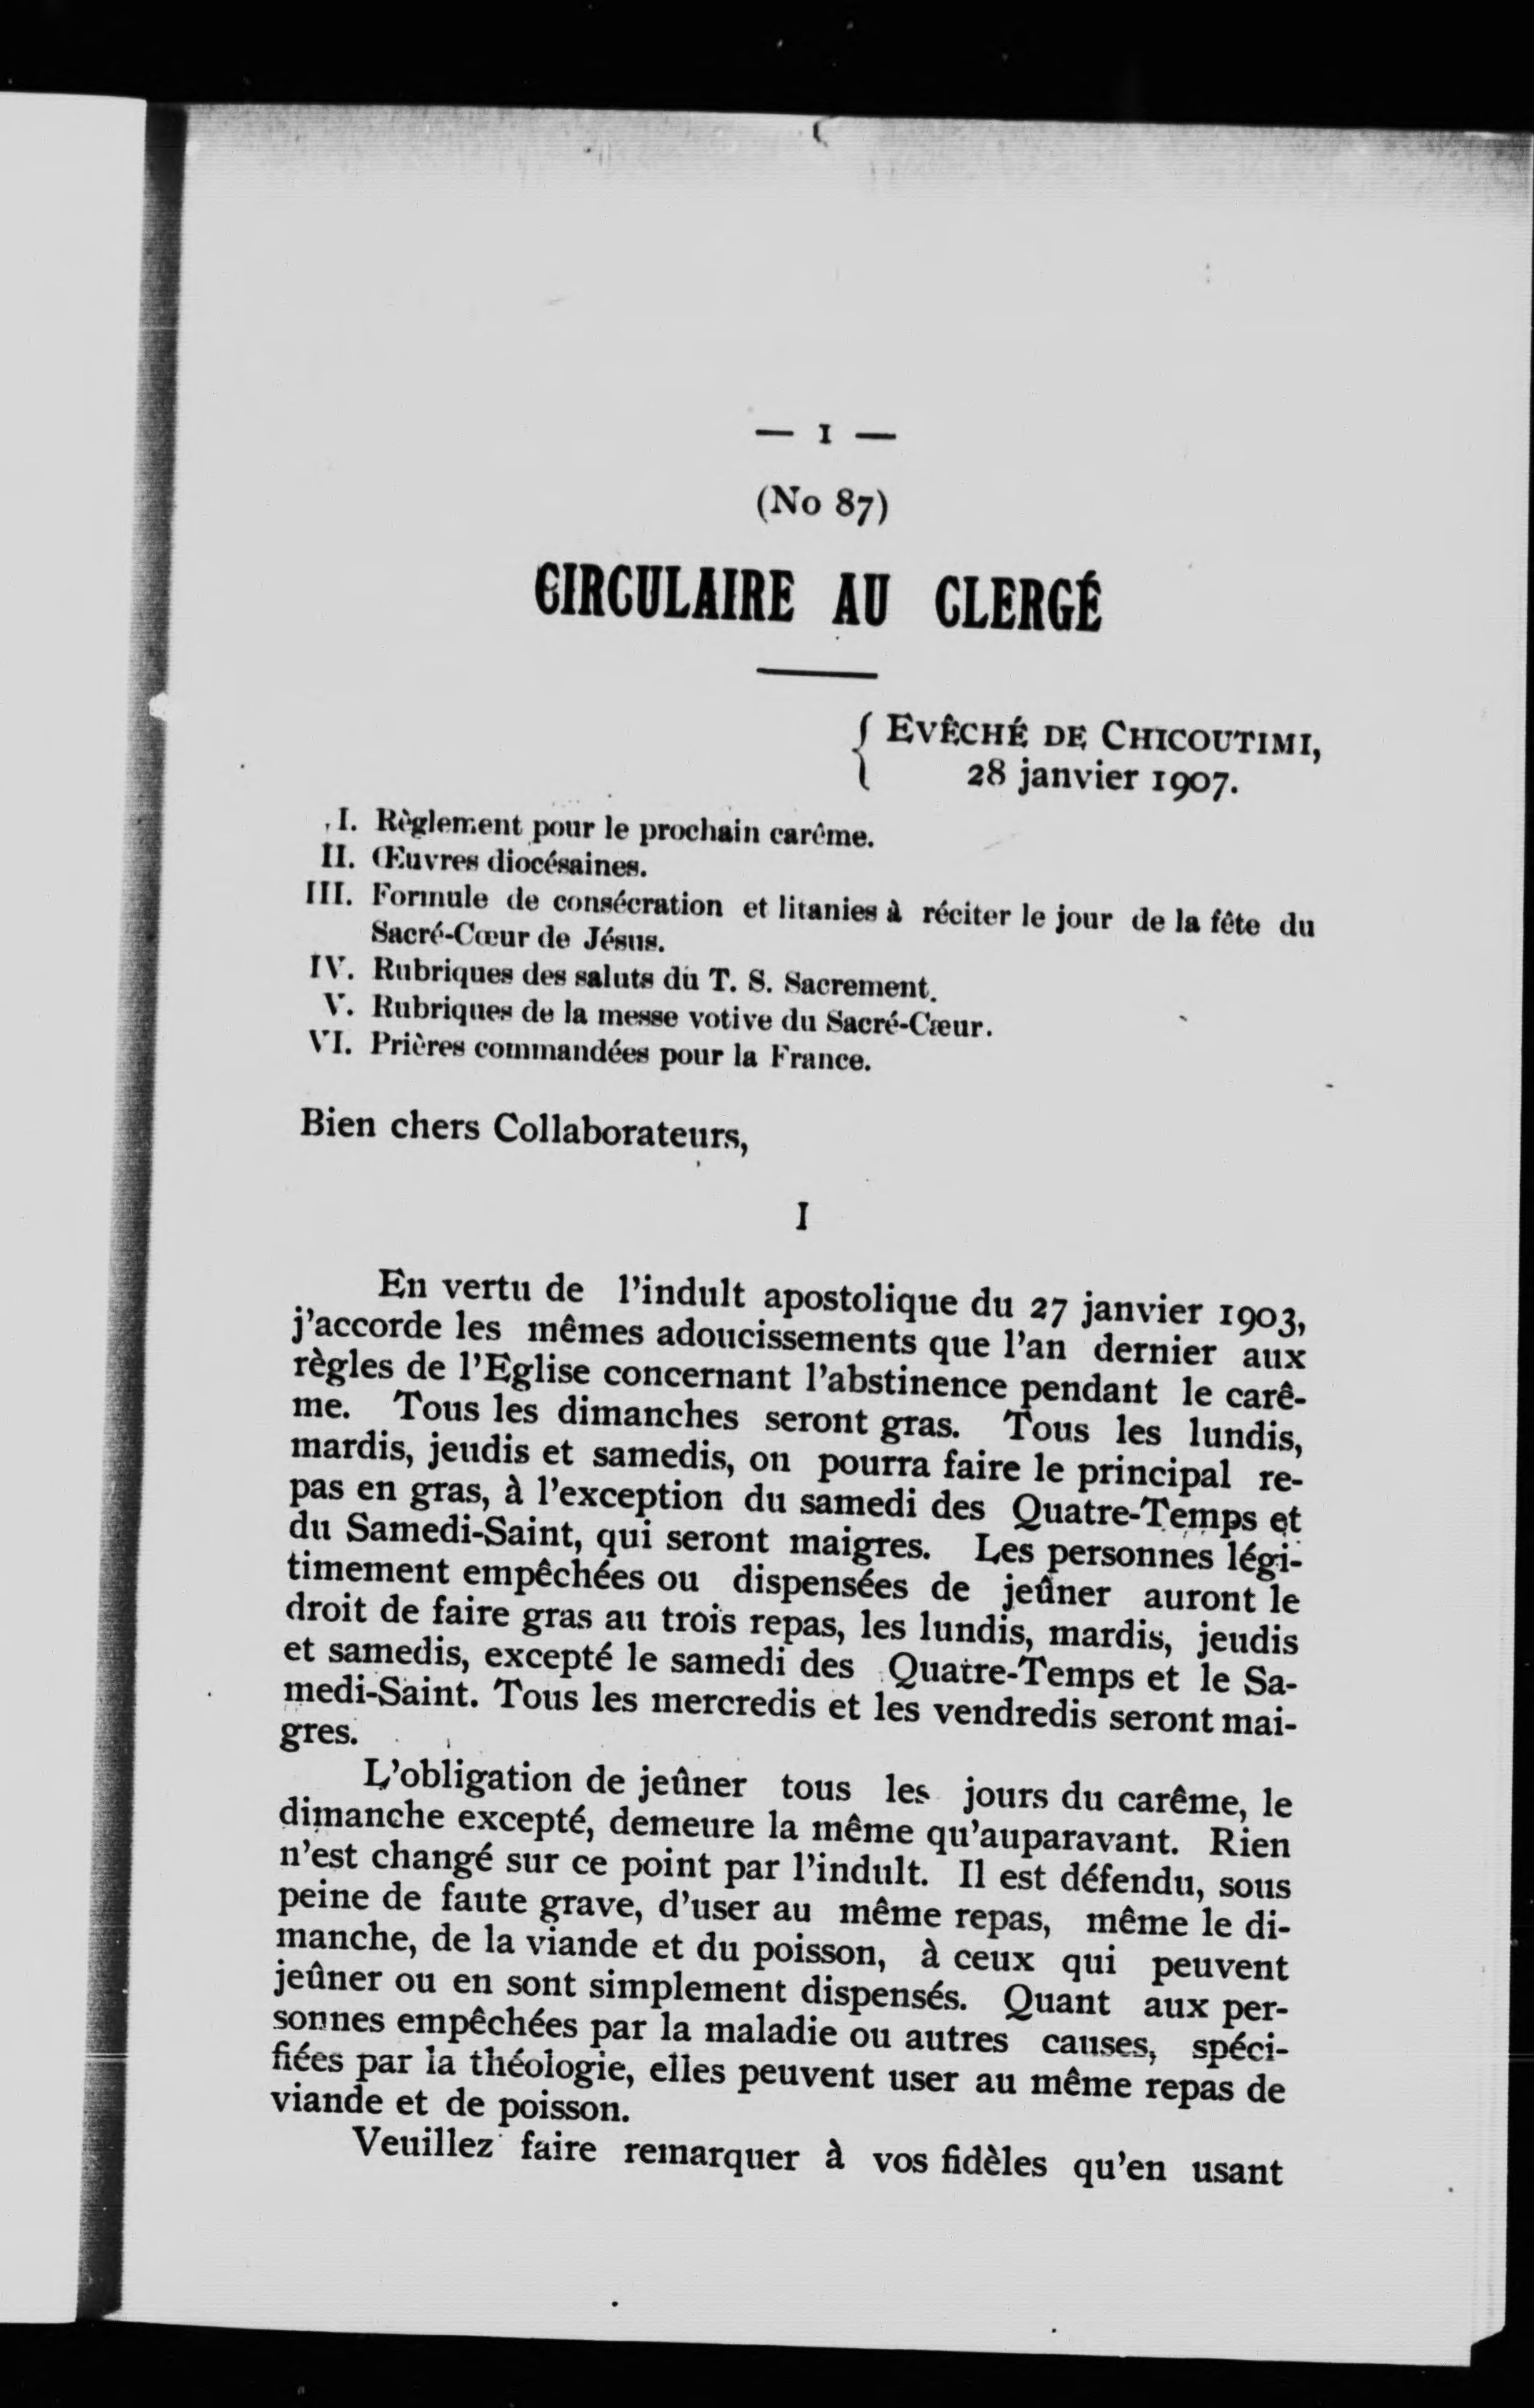 — 1 —
(No 87)
CIRCULAIRE AU CLERGÉ
EVÊCHÉ DE CHICOUTIMI,
28 janvier 1907.
I. Règlement pour le prochain carême.
II. Œuvres diocésaines.
III. Formule de consécration et litanies à réciter le jour de la fête du
Sacré-Cœur de Jésus.
IV. Rubriques des saluts du T. S. Sacrement.
V. Rubriques de la messe votive du Sacré-Cœur.
VI. Prières commandées pour la France.
Bien chers Collaborateurs,
I
En vertu de l'indult apostolique du 27 janvier 1903,
j'accorde les mêmes adoucissements que l'an dernier aux
règles de l'Eglise concernant l'abstinence pendant le carê-
me. Tous les dimanches seront gras. Tous les lundis,
mardis, jeudis et samedis, on pourra faire le principal re-
pas en gras, à l'exception du samedi des Quatre-Temps et
du Samedi-Saint, qui seront maigres. Les personnes légi-
timement empêchées ou dispensées de jeûner auront le
droit de faire gras au trois repas, les lundis, mardis, jeudis
et samedis, excepté le samedi des Quatre-Temps et le Sa-
medi-Saint. Tous les mercredis et les vendredis seront mai-
gres.
L'obligation de jeûner tous les jours du carême, le
dimanche excepté, demeure la même qu'auparavant. Rien
n'est changé sur ce point par l'indult. Il est défendu, sous
peine de faute grave, d'user au même repas, même le di-
manche, de la viande et du poisson, à ceux qui peuvent
jeûner ou en sont simplement dispensés. Quant aux per-
sonnes empêchées par la maladie ou autres causes, spéci-
fiées par la théologie, elles peuvent user au même repas de
viande et de poisson.
Veuillez faire remarquer à vos fidèles qu'en usant